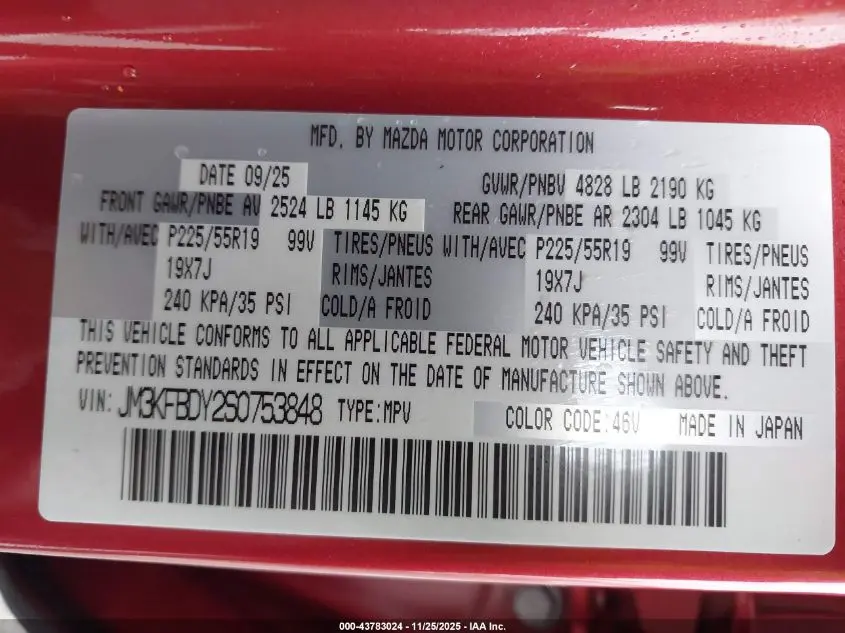 MFD. BY MAZDA MOTOR CORPORATION
DATE 09/25 GVWR/PNBV 4828 LB 2190 KG
FRONT GAWR/PNBE AV 2524 LB 1145 KG REAR GAWR/PNBE AR 2304 LB 1045 KG
WITH/AVEC P225/55R19 99V TIRES/PNEUS WITH/AVEC P225/55R19 99V TIRES/PNEUS
19X7J RIMS/JANTES 19X7J RIMS/JANTES
240 KPA/35 PSI COLD/A FROID 240 KPA/35 PSI COLD/A FROID
THIS VEHICLE CONFORMS TO ALL APPLICABLE FEDERAL MOTOR VEHICLE SAFETY AND THEFT
PREVENTION STANDARDS IN EFFECT ON THE DATE OF MANUFACTURE SHOWN ABOVE.
VIN: JM3KFBDY2S0753848 TYPE:MPV COLOR CODE:46V MADE IN JAPAN
000-43783024 - 11/25/2025 - IAA Inc.